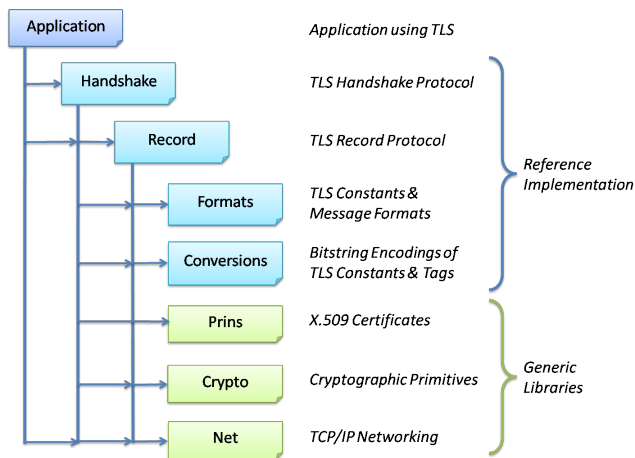 Application
Application using TLS
Handshake
TLS Handshake Protocol
Record
TLS Record Protocol
Reference
Implementation
Formats
TLS Constants &
Message Formats
Conversions
Bitstring Encodings of
TLS Constants & Tags
Prins
X.509 Certificates
Generic
Libraries
Crypto
Cryptographic Primitives
Net
TCP/IP Networking